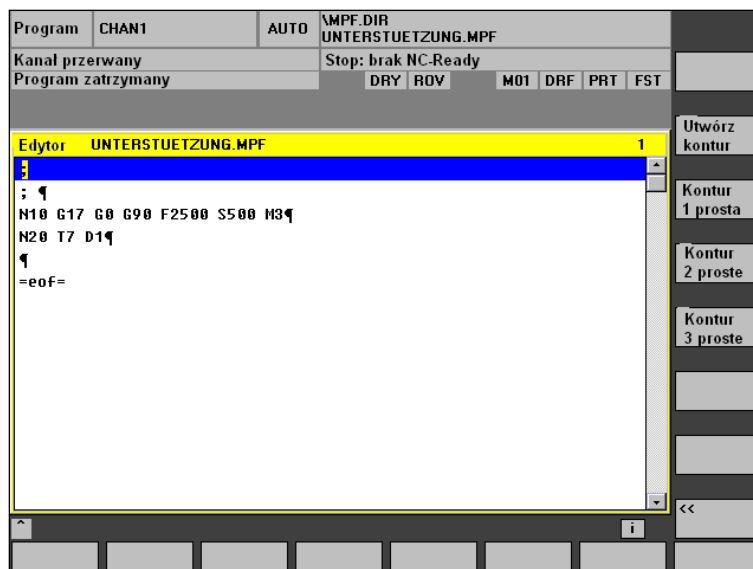 Program CHAN1 AUTO \MPF.DIR
UNTERSTUETZUNG.MPF
Kanał przerwany Stop: brak NC-Ready
Program zatrzymany DRY ROV M01 DRF PRT FST
Edytor UNTERSTUETZUNG.MPF 1
;
; ¶
N10 G17 G0 G90 F2500 S500 M3¶
N20 T7 D1¶
¶
=eof=
Utwórz
kontur
Kontur
1 prosta
Kontur
2 proste
Kontur
3 proste
<<
^ i